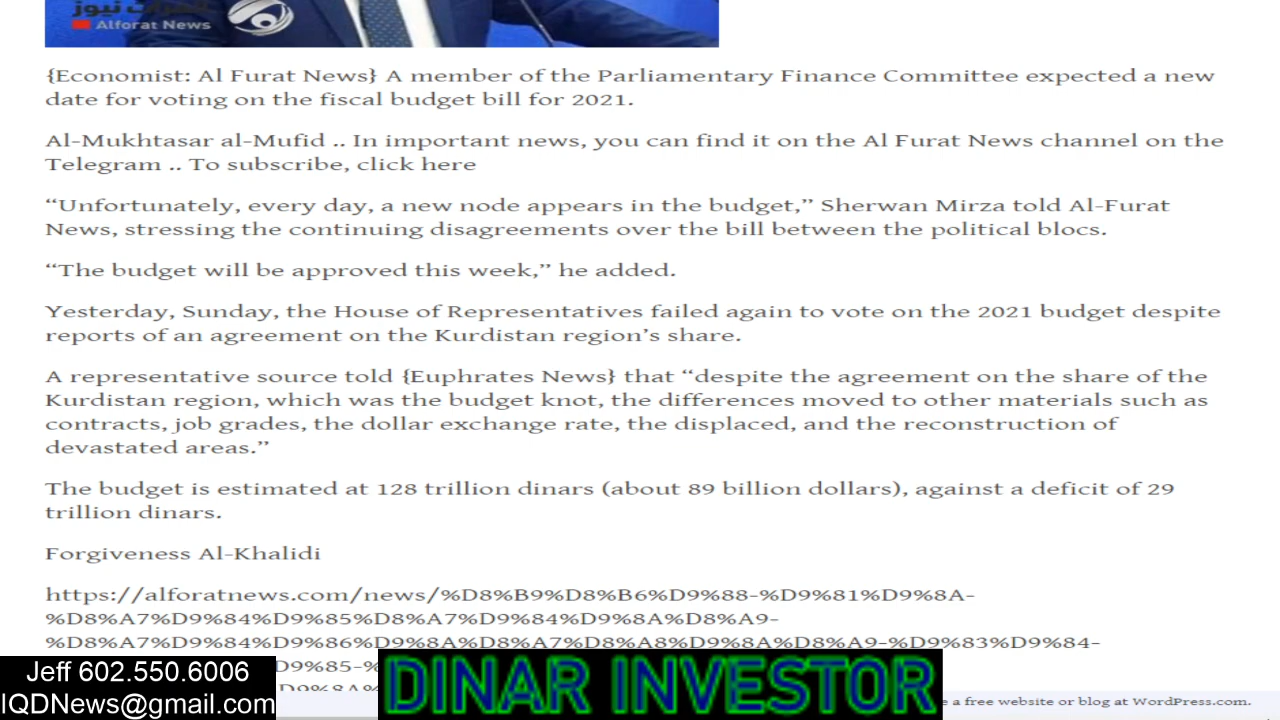 الفرات نيوز
Alforat News
{Economist: Al Furat News} A member of the Parliamentary Finance Committee expected a new
date for voting on the fiscal budget bill for 2021.
Al-Mukhtasar al-Mufid .. In important news, you can find it on the Al Furat News channel on the
Telegram .. To subscribe, click here
“Unfortunately, every day, a new node appears in the budget,” Sherwan Mirza told Al-Furat
News, stressing the continuing disagreements over the bill between the political blocs.
“The budget will be approved this week,” he added.
Yesterday, Sunday, the House of Representatives failed again to vote on the 2021 budget despite
reports of an agreement on the Kurdistan region’s share.
A representative source told {Euphrates News} that “despite the agreement on the share of the
Kurdistan region, which was the budget knot, the differences moved to other materials such as
contracts, job grades, the dollar exchange rate, the displaced, and the reconstruction of
devastated areas.”
The budget is estimated at 128 trillion dinars (about 89 billion dollars), against a deficit of 29
trillion dinars.
Forgiveness Al-Khalidi
https://alforatnews.com/news/%D8%B9%D8%B6%D9%88-%D9%81%D9%8A-
%D8%A7%D9%84%D9%85%D8%A7%D9%84%D9%8A%D8%A9-
%D8%A7%D9%84%D9%86%D9%8A%D8%A7%D8%A8%D9%8A%D8%A9-%D9%83%D9%84-
D9%85-%
Jeff 602.550.6006
IQDNews@gmail.com
DINAR INVESTOR
e a free website or blog at WordPress.com.